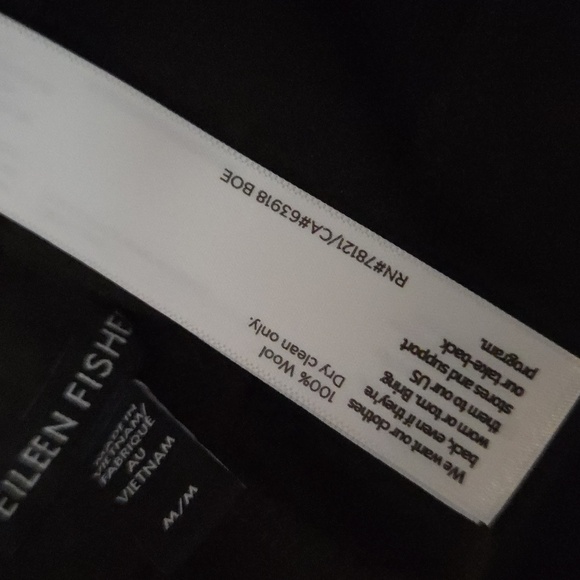 We want our clothes
back, even if they're
worn or torn. Bring
them to our US
stores and support
our take-back
program.
100% Wool
Dry clean only.
RN#78121/CA#63918 BOE
EILEEN FISHE
MADE IN
VIETNAM/
FABRIQUÉ
AU
VIETNAM
M/M